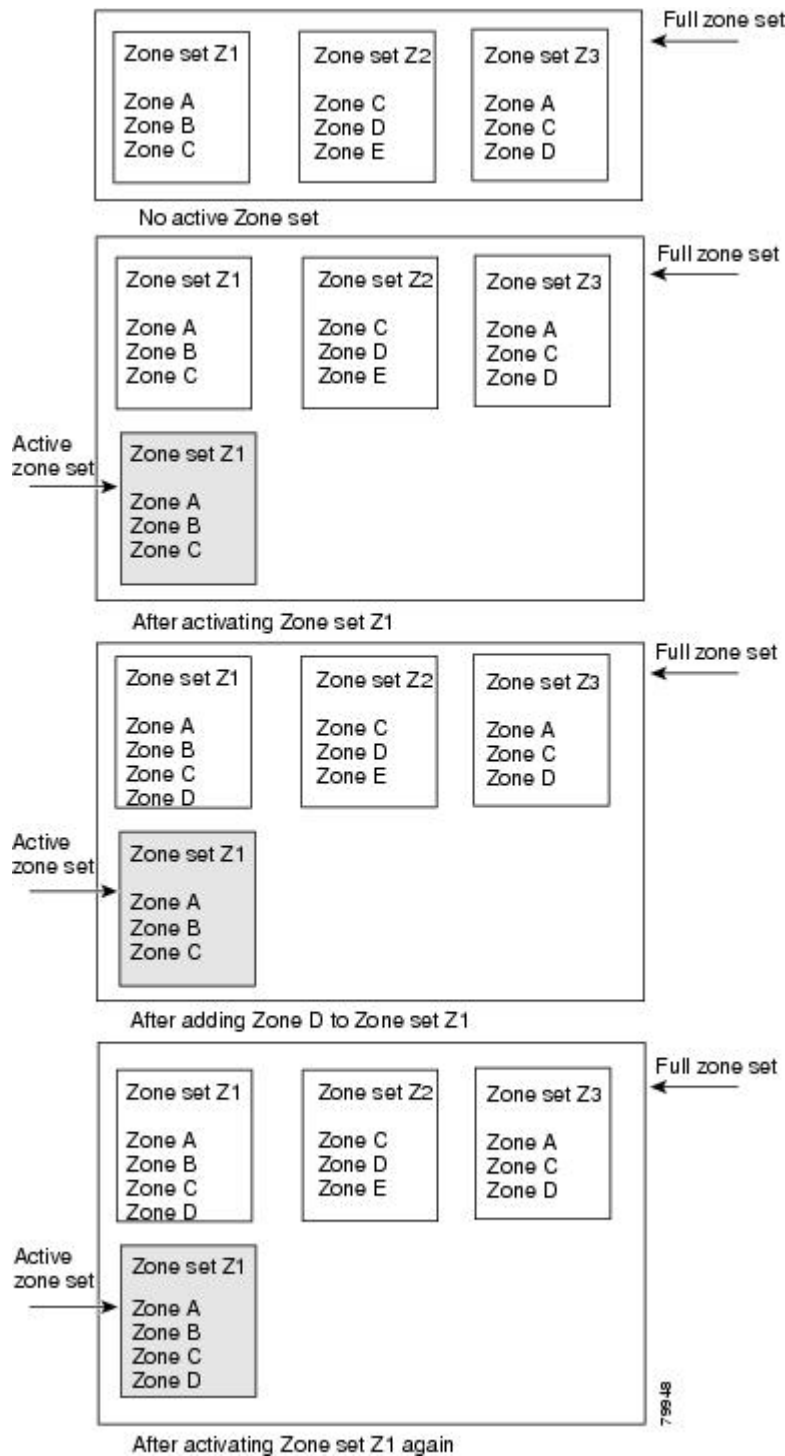 Full zone set
Zone set Z1
Zone A
Zone B
Zone C
Zone set Z2
Zone C
Zone D
Zone E
Zone set Z3
Zone A
Zone C
Zone D
No active Zone set
Full zone set
Zone set Z1
Zone A
Zone B
Zone C
Zone set Z2
Zone C
Zone D
Zone E
Zone set Z3
Zone A
Zone C
Zone D
Active
zone set
Zone set Z1
Zone A
Zone B
Zone C
After activating Zone set Z1
Full zone set
Zone set Z1
Zone A
Zone B
Zone C
Zone D
Zone set Z2
Zone C
Zone D
Zone E
Zone set Z3
Zone A
Zone C
Zone D
Active
zone set
Zone set Z1
Zone A
Zone B
Zone C
After adding Zone D to Zone set Z1
Full zone set
Zone set Z1
Zone A
Zone B
Zone C
Zone D
Zone set Z2
Zone C
Zone D
Zone E
Zone set Z3
Zone A
Zone C
Zone D
Active
zone set
Zone set Z1
Zone A
Zone B
Zone C
Zone D
79948
After activating Zone set Z1 again